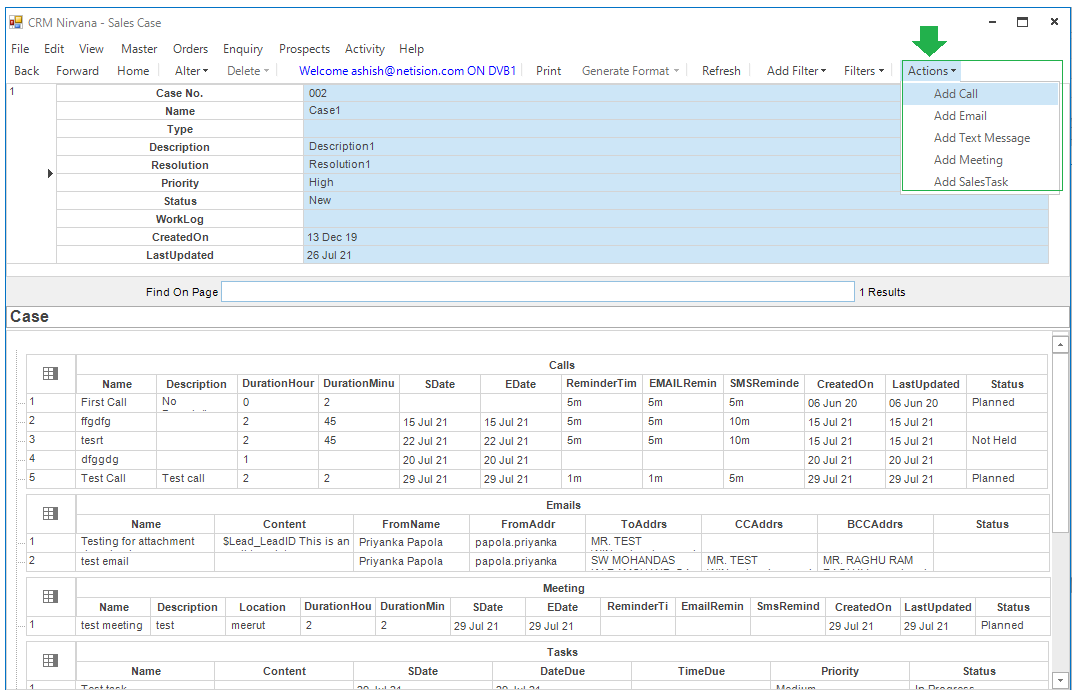 CRM Nirvana - Sales Case
File Edit View Master Orders Enquiry Prospects Activity Help
Back Forward Home Alter Delete Welcome ashish@netision.com ON DVB1 Print Generate Format Refresh Add Filter Filters Actions
Add Call
Add Email
Add Text Message
Add Meeting
Add SalesTask
1 Case No. 002
Name Case1
Type
Description Description1
Resolution Resolution1
Priority High
Status New
WorkLog
CreatedOn 13 Dec 19
LastUpdated 26 Jul 21
Find On Page 1 Results
Case
Calls
Name Description DurationHour DurationMinu SDate EDate ReminderTim EMAILRemin SMSReminde CreatedOn LastUpdated Status
1 First Call No 0 2 5m 5m 5m 06 Jun 20 06 Jun 20 Planned
2 ffgdfg 2 45 15 Jul 21 15 Jul 21 5m 5m 10m 15 Jul 21 15 Jul 21
3 tesrt 2 45 22 Jul 21 22 Jul 21 5m 5m 10m 15 Jul 21 15 Jul 21 Not Held
4 dfggdg 1 20 Jul 21 20 Jul 21 20 Jul 21 20 Jul 21
5 Test Call Test call 2 2 29 Jul 21 29 Jul 21 1m 1m 5m 29 Jul 21 29 Jul 21 Planned
Emails
Name Content FromName FromAddr ToAddrs CCAddrs BCCAddrs Status
1 Testing for attachment $Lead_LeadID This is an Priyanka Papola papola.priyanka MR. TEST
2 test email Priyanka Papola papola.priyanka SW MOHANDAS MR. TEST MR. RAGHU RAM
Meeting
Name Description Location DurationHou DurationMin SDate EDate ReminderTi EmailRemin SmsRemind CreatedOn LastUpdated Status
1 test meeting test meerut 2 2 29 Jul 21 29 Jul 21 29 Jul 21 29 Jul 21 Planned
Tasks
Name Content SDate DateDue TimeDue Priority Status
1 Test task 29 Jul 21 29 Jul 21 Medium In Progress